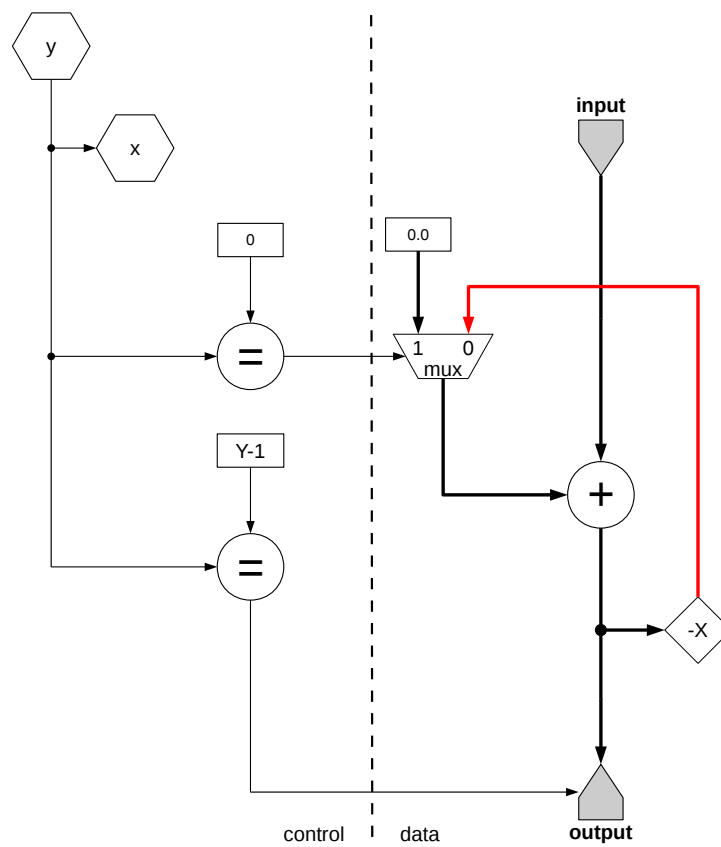 y
x
input
0
0.0
=
1 0
mux
Y-1
+
=
-X
control data
output